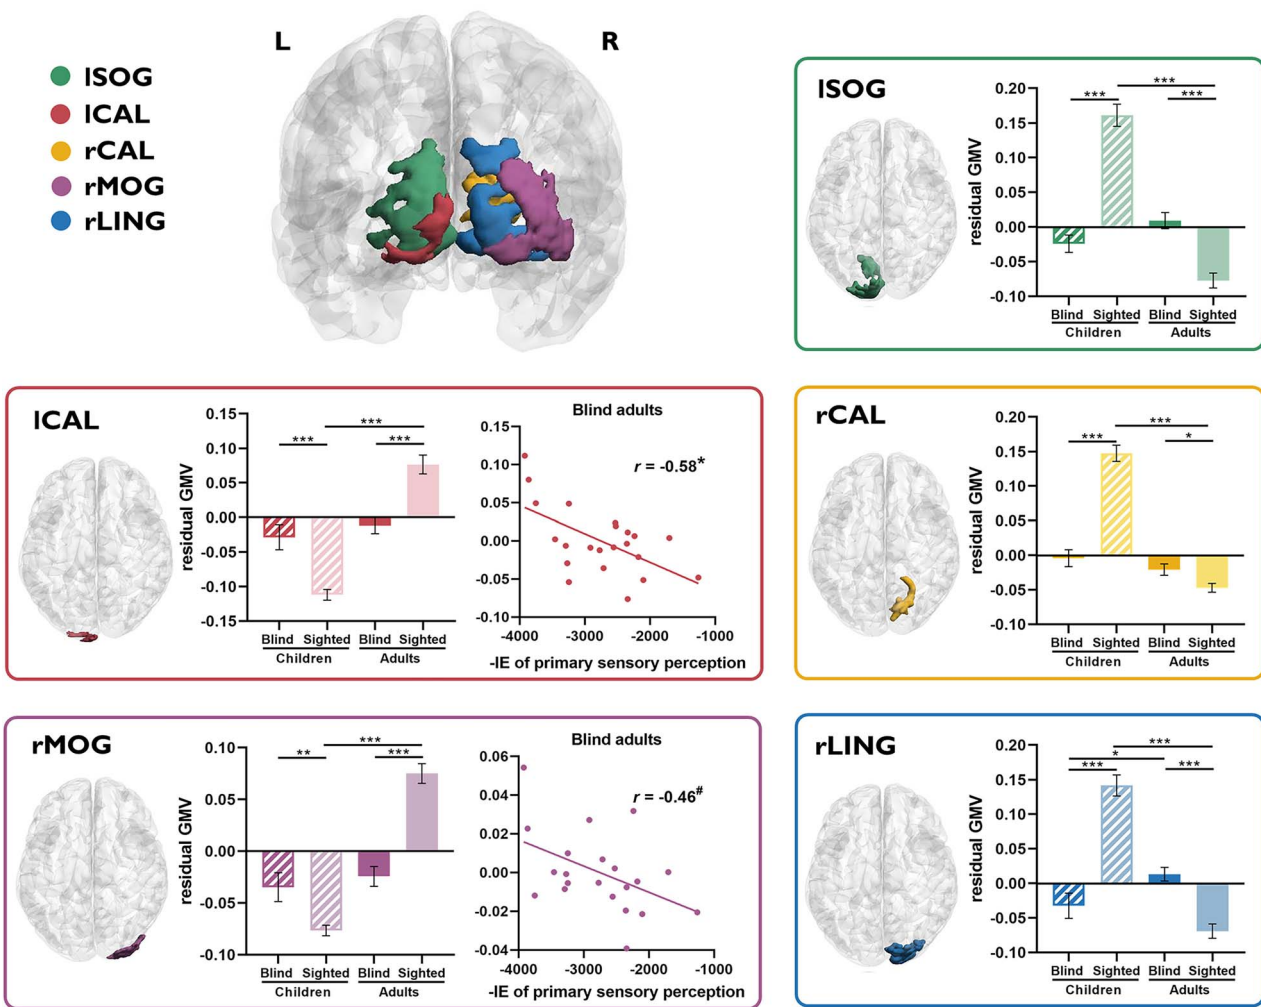 L
R
lSOG
lCAL
rCAL
rMOG
rLING
lSOG
residual GMV
0.20
0.15
0.10
0.05
0.00
-0.05
-0.10
***
***
***
Blind Sighted Blind Sighted
Children Adults
lCAL
residual GMV
0.15
0.10
0.05
0.00
-0.05
-0.10
-0.15
***
***
***
Blind Sighted Blind Sighted
Children Adults
Blind adults
r = -0.58*
0.15
0.10
0.05
0.00
-0.05
-0.10
-4000 -3000 -2000 -1000
-IE of primary sensory perception
rCAL
residual GMV
0.20
0.15
0.10
0.05
0.00
-0.05
-0.10
***
***
*
Blind Sighted Blind Sighted
Children Adults
rMOG
residual GMV
0.10
0.05
0.00
-0.05
-0.10
***
**
***
Blind Sighted Blind Sighted
Children Adults
Blind adults
r = -0.46#
0.06
0.04
0.02
0.00
-0.02
-0.04
-4000 -3000 -2000 -1000
-IE of primary sensory perception
rLING
residual GMV
0.20
0.15
0.10
0.05
0.00
-0.05
-0.10
***
*
***
***
Blind Sighted Blind Sighted
Children Adults